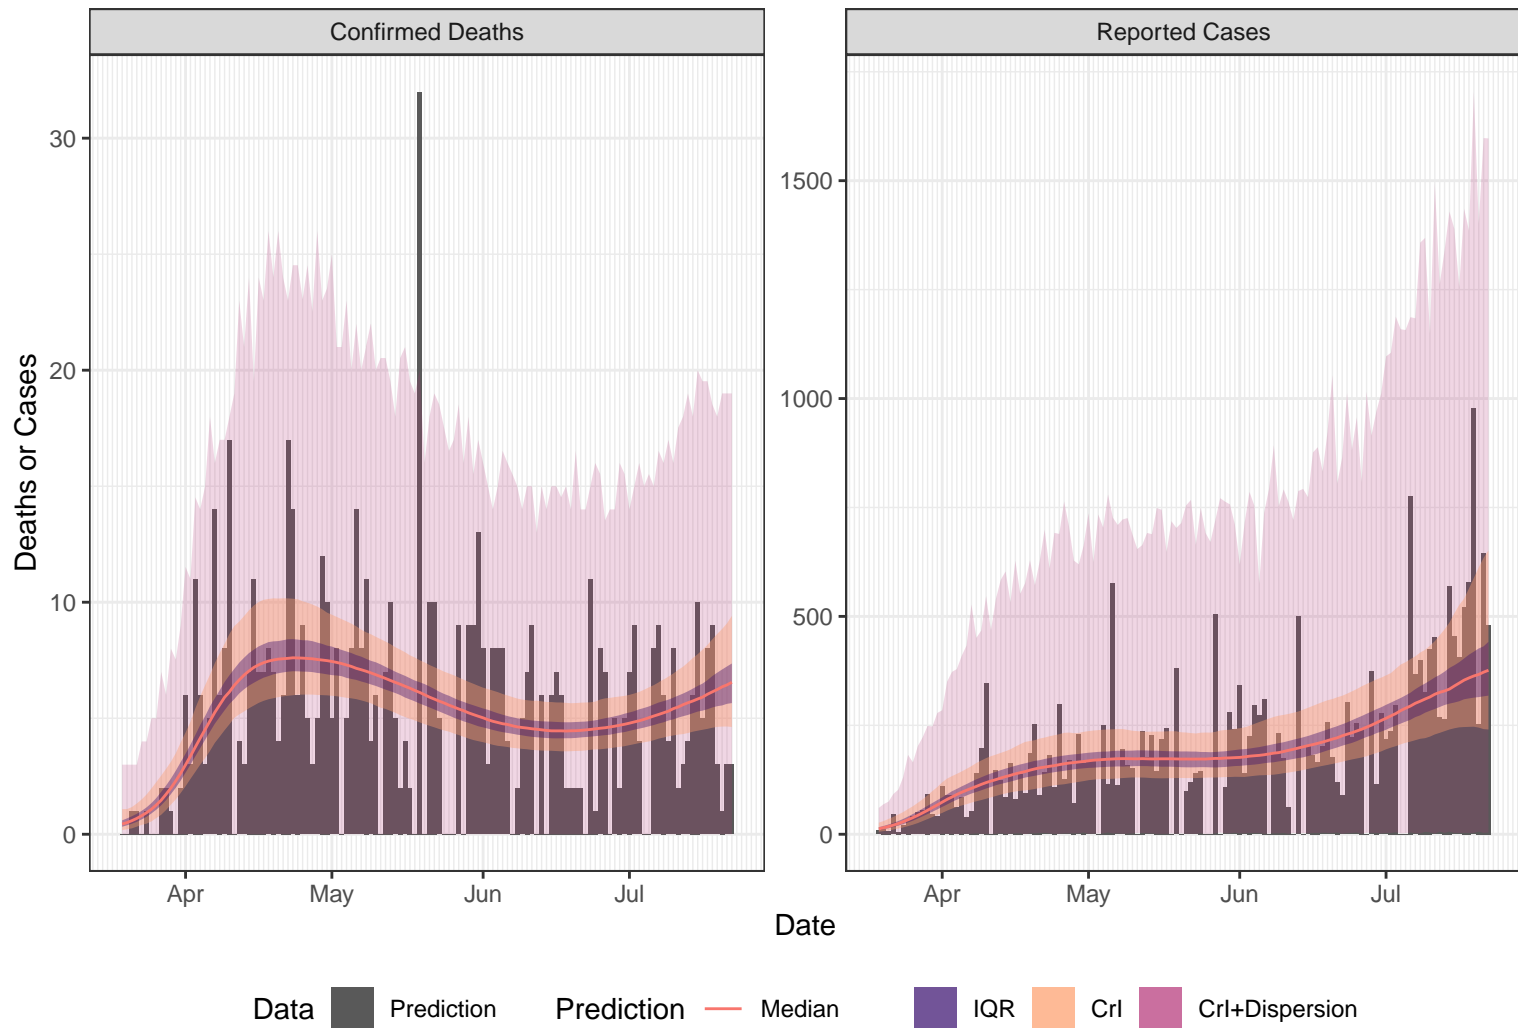 Confirmed Deaths
Reported Cases
Deaths or Cases
30
20
10
0
1500
1000
500
0
Apr May Jun Jul
Apr May Jun Jul
Date
Data Prediction Prediction Median IQR CrI CrI+Dispersion